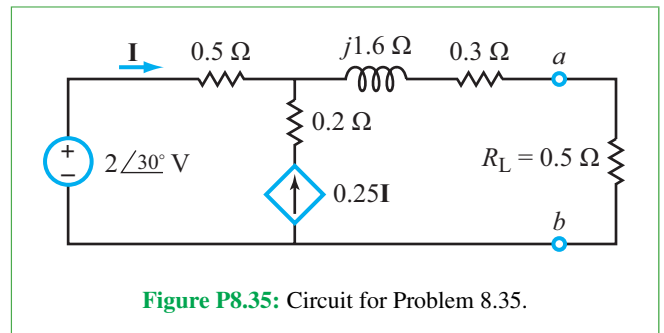 I 0.5 Ω j1.6 Ω 0.3 Ω a
0.2 Ω
+
−
2∠30° V
R_L = 0.5 Ω
0.25I
b
Figure P8.35: Circuit for Problem 8.35.